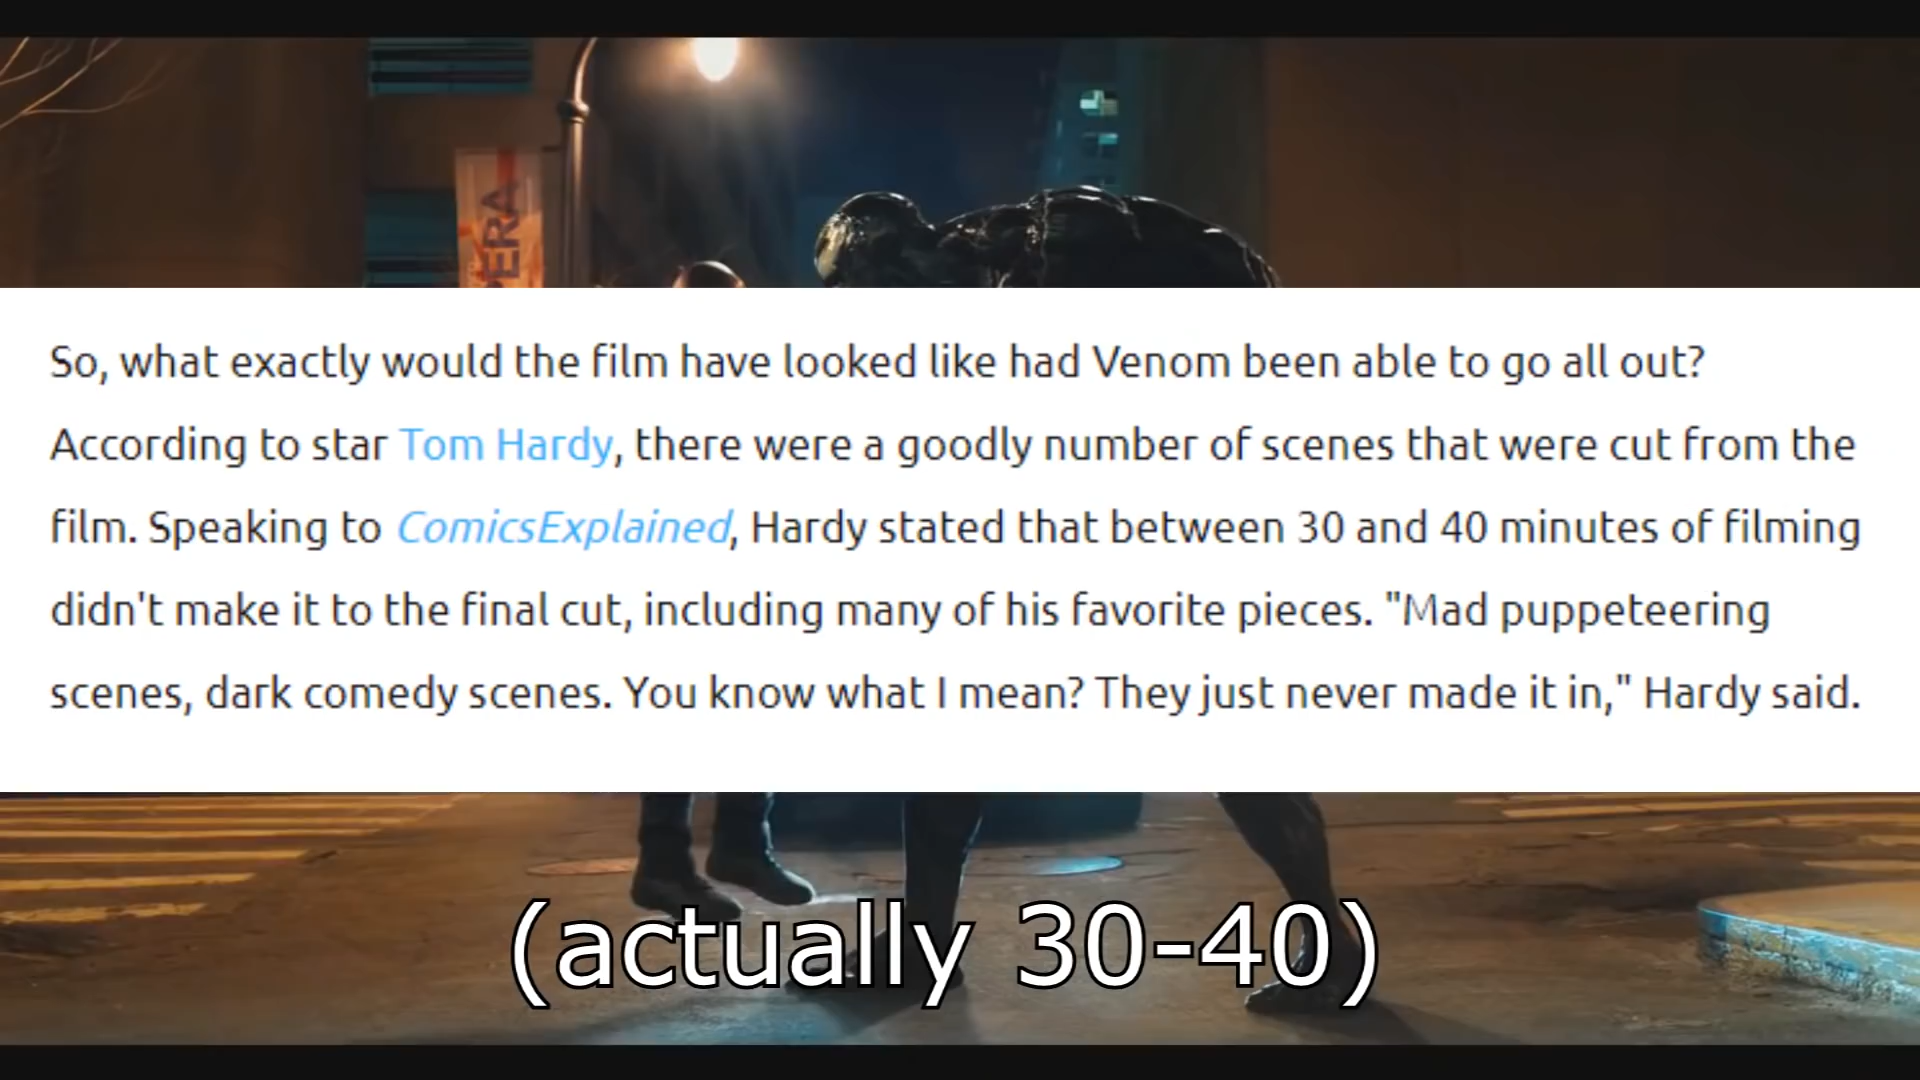 PERA
So, what exactly would the film have looked like had Venom been able to go all out?
According to star Tom Hardy, there were a goodly number of scenes that were cut from the
film. Speaking to ComicsExplained, Hardy stated that between 30 and 40 minutes of filming
didn't make it to the final cut, including many of his favorite pieces. "Mad puppeteering
scenes, dark comedy scenes. You know what I mean? They just never made it in," Hardy said.
(actually 30-40)